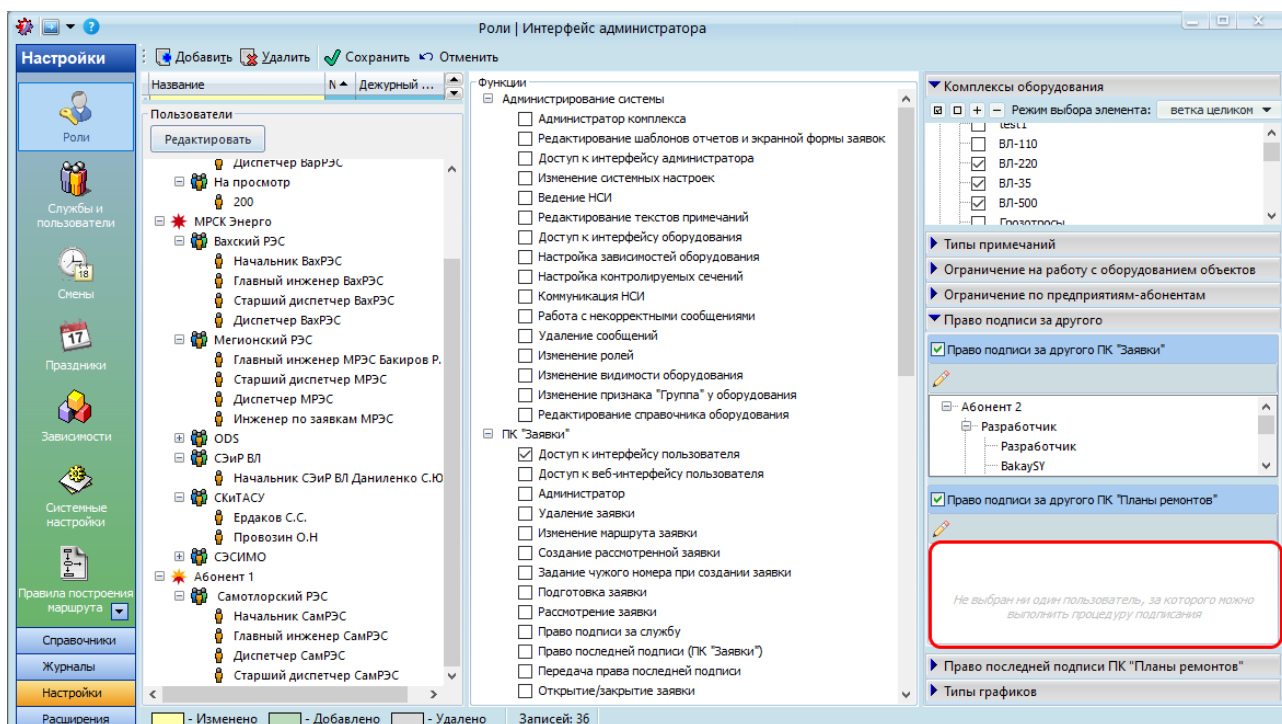 Роли | Интерфейс администратора
Настройки
Добавить Удалить Сохранить Отменить
Роли
Службы и
пользователи
18
Смены
17
Праздники
Зависимости
Системные
настройки
Правила построения
маршрута
Справочники
Журналы
Настройки
Расширения
Название N Дежурный ...
Пользователи
Редактировать
Диспетчер ВарРЭС
На просмотр
200
МРСК Энерго
Вахский РЭС
Начальник ВахРЭС
Главный инженер ВахРЭС
Старший диспетчер ВахРЭС
Диспетчер ВахРЭС
Мегионский РЭС
Главный инженер МРЭС Бакиров Р.
Старший диспетчер МРЭС
Диспетчер МРЭС
Инженер по заявкам МРЭС
ODS
СЭиР ВЛ
Начальник СЭиР ВЛ Даниленко С.Ю
СКиТАСУ
Ердаков С.С.
Провозин О.Н
СЭСИМО
Абонент 1
Самотлорский РЭС
Начальник СамРЭС
Главный инженер СамРЭС
Диспетчер СамРЭС
Старший диспетчер СамРЭС
Функции
Администрирование системы
Администратор комплекса
Редактирование шаблонов отчетов и экранной формы заявок
Доступ к интерфейсу администратора
Изменение системных настроек
Ведение НСИ
Редактирование текстов примечаний
Доступ к интерфейсу оборудования
Настройка зависимостей оборудования
Настройка контролируемых сечений
Коммуникация НСИ
Работа с некорректными сообщениями
Удаление сообщений
Изменение ролей
Изменение видимости оборудования
Изменение признака "Группа" у оборудования
Редактирование справочника оборудования
ПК "Заявки"
Доступ к интерфейсу пользователя
Доступ к веб-интерфейсу пользователя
Администратор
Удаление заявки
Изменение маршрута заявки
Создание рассмотренной заявки
Задание чужого номера при создании заявки
Подготовка заявки
Рассмотрение заявки
Право подписи за службу
Право последней подписи (ПК "Заявки")
Передача права последней подписи
Открытие/закрытие заявки
Комплексы оборудования
Режим выбора элемента: ветка целиком
test1
ВЛ-110
ВЛ-220
ВЛ-35
ВЛ-500
Грозотросы
Типы примечаний
Ограничение на работу с оборудованием объектов
Ограничение по предприятиям-абонентам
Право подписи за другого
Право подписи за другого ПК "Заявки"
Абонент 2
Разработчик
Разработчик
BakaySY
Право подписи за другого ПК "Планы ремонтов"
Не выбран ни один пользователь, за которого можно
выполнить процедуру подписания
Право последней подписи ПК "Планы ремонтов"
Типы графиков
- Изменено - Добавлено - Удалено Записей: 36